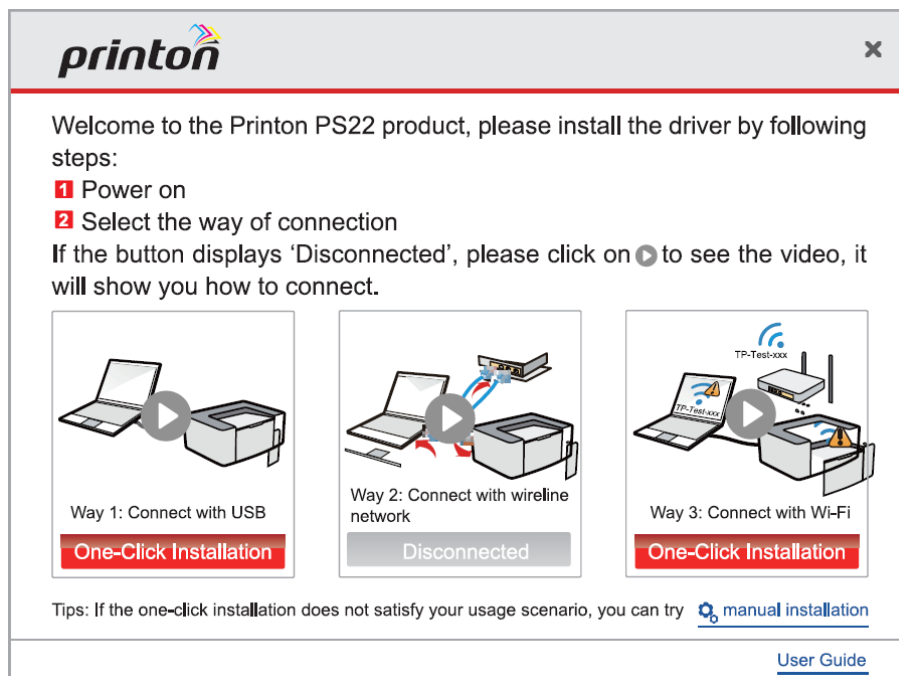 printon
Welcome to the Printon PS22 product, please install the driver by following
steps:
1 Power on
2 Select the way of connection
If the button displays ‘Disconnected’, please click on to see the video, it
will show you how to connect.
TP-Test-xxx
TP-Test-xxx
Way 1: Connect with USB
One-Click Installation
Way 2: Connect with wireline
network
Disconnected
Way 3: Connect with Wi-Fi
One-Click Installation
Tips: If the one-click installation does not satisfy your usage scenario, you can try manual installation
User Guide